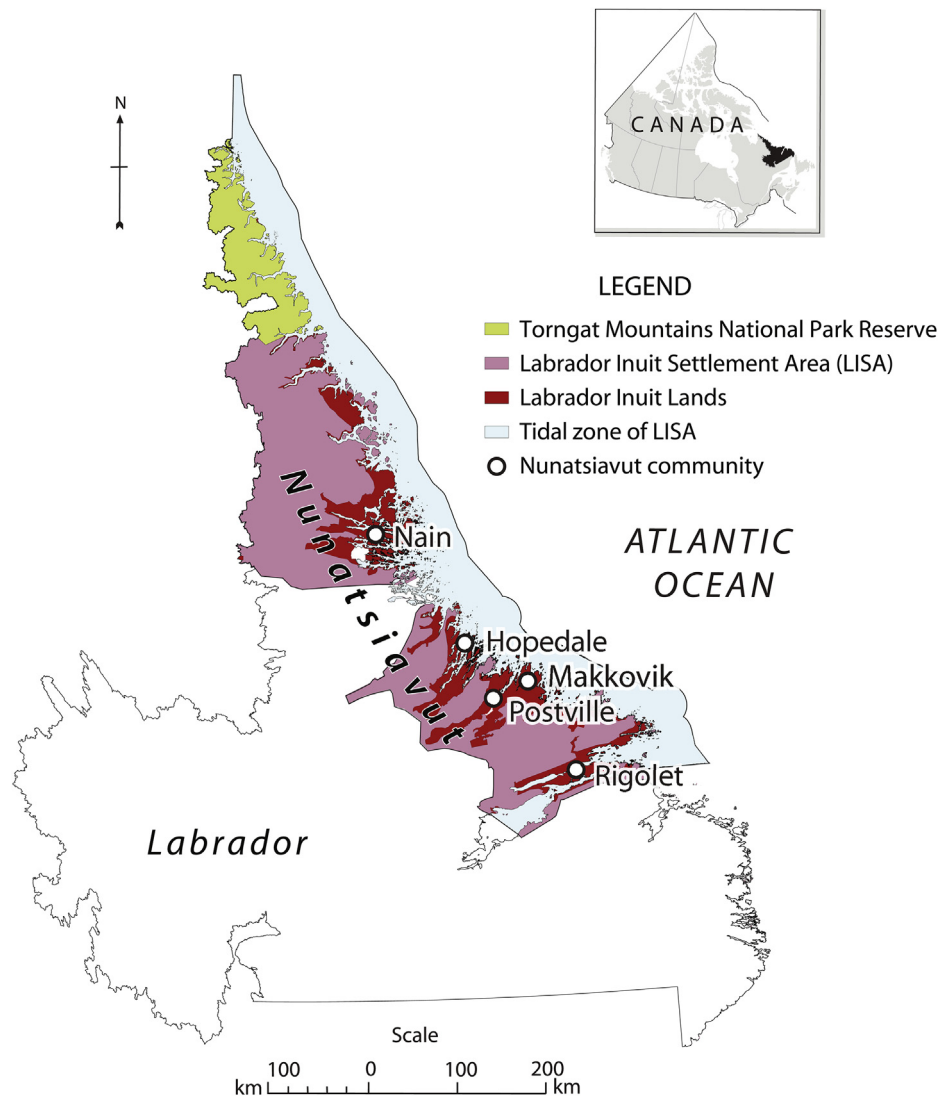 N
CANADA
LEGEND
Torngat Mountains National Park Reserve
Labrador Inuit Settlement Area (LISA)
Labrador Inuit Lands
Tidal zone of LISA
Nunatsiavut community
Nunatsiavut
Nain
ATLANTIC
OCEAN
Hopedale
Makkovik
Postville
Rigolet
Labrador
Scale
100 0 100 200
km km